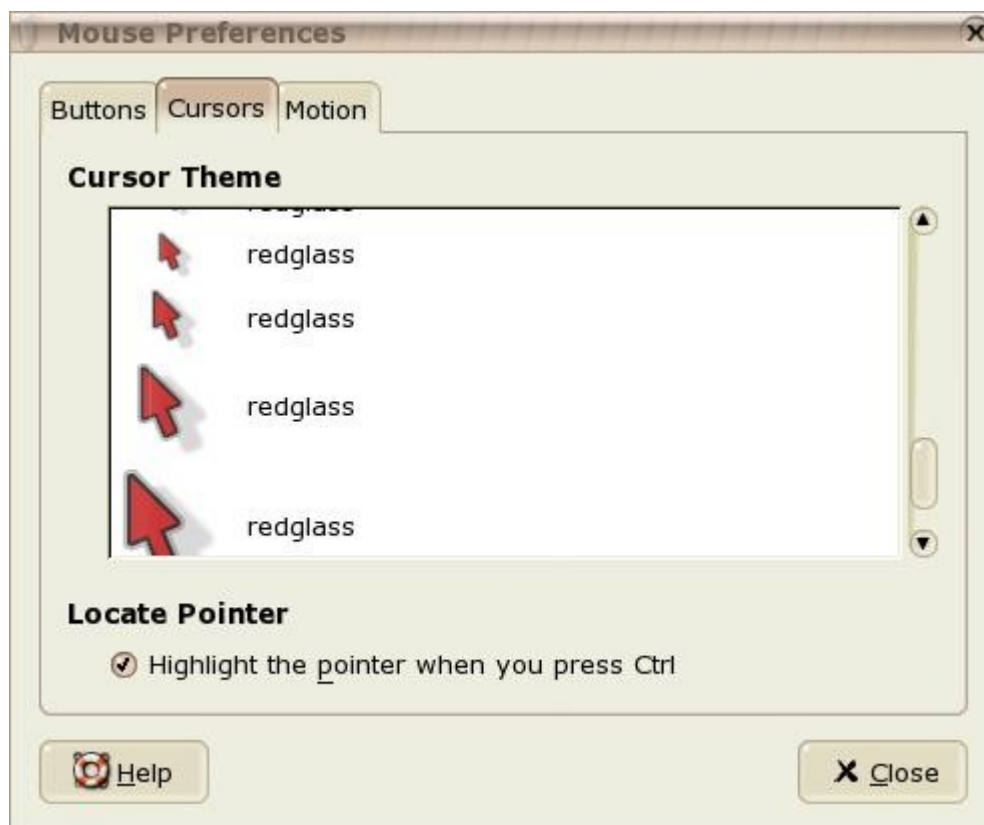 Mouse Preferences
Buttons Cursors Motion
Cursor Theme
redglass
redglass
redglass
redglass
redglass
Locate Pointer
Highlight the pointer when you press Ctrl
Help Close